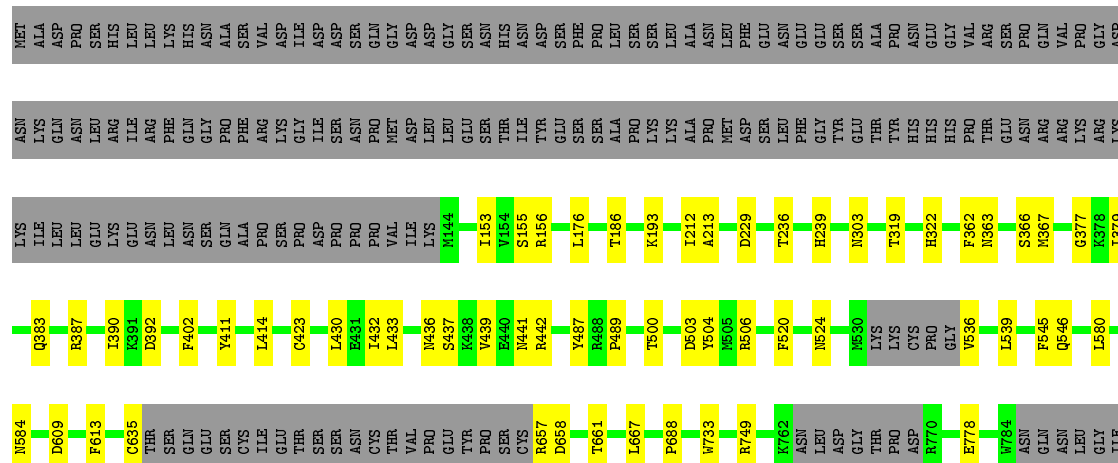 MET ALA ASP PRO SER HIS LEU LEU LYS HIS ASN ALA SER VAL ASP ILE ASP ASP SER GLN GLY ASP ASP GLY SER ASN HIS ASN ASP SER PHE PRO LEU SER SER LEU ALA ASN LEU PHE GLU ASN GLU GLU SER SER ALA PRO ASN GLU GLY VAL ARG SER PRO GLN VAL PRO GLY ASP
ASN LYS GLN ASN LEU ARG ILE ARG PHE GLN GLY PRO PHE ARG LYS GLY ILE SER ASN PRO MET ASP LEU LEU GLU SER THR ILE TYR GLU SER SER ALA PRO LYS LYS ALA PRO MET ASP SER LEU PHE GLY TYR GLU THR TYR HIS HIS HIS PRO THR GLU ASN ARG ARG LYS ARG LYS
LYS ILE LEU LEU GLU LYS GLU ASN LEU ASN SER GLN ALA PRO SER PRO ASP PRO PRO PRO VAL ILE LYS M144 I153 V154 S155 R156 L176 T186 K193 I212 A213 D229 T236 H239 N303 T319 H322 F362 N363 S366 M367 G377 K378 I379
Q383 R387 I390 K391 D392 F402 Y411 L414 C423 L430 E431 I432 L433 N436 S437 K438 V439 E440 N441 R442 Y487 R488 P489 T500 D503 Y504 M505 R506 F520 N524 M530 LYS LYS CYS PRO GLY V536 L539 F545 Q546 L580
N584 D609 F613 C635 THR SER GLN GLU SER CYS ILE GLU THR SER SER ASN CYS THR VAL PRO GLU TYR PRO SER CYS R657 D658 T661 L667 P688 W733 R749 K762 ASN LEU ASP GLY THR PRO ASP R770 E778 W784 ASN GLN ASN LEU GLY